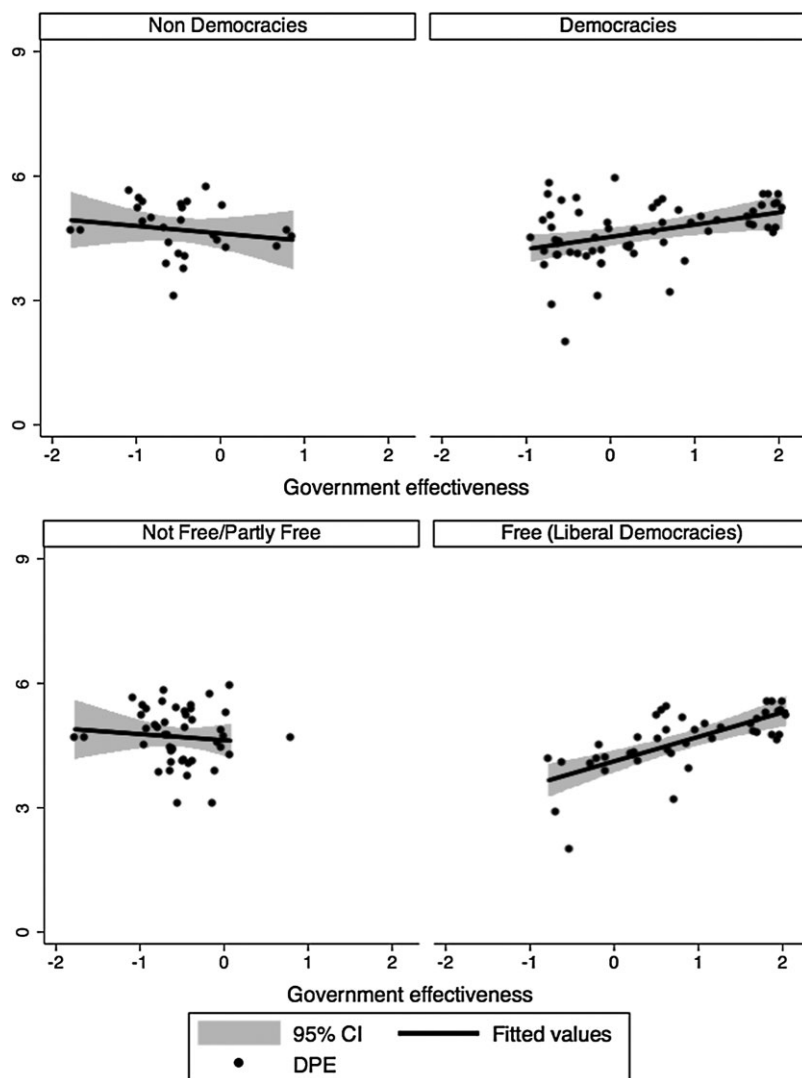 Non Democracies
Democracies
9
6
3
0
-2 -1 0 1 2
-2 -1 0 1 2
Government effectiveness
Not Free/Partly Free
Free (Liberal Democracies)
9
6
3
0
-2 -1 0 1 2
-2 -1 0 1 2
Government effectiveness
95% CI
Fitted values
DPE